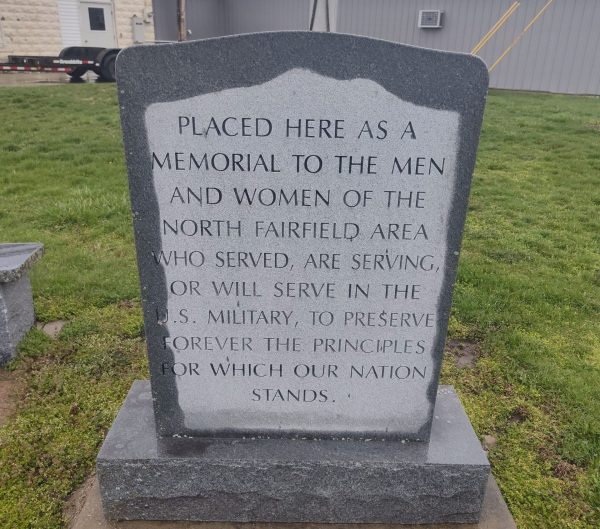 PLACED HERE AS A
MEMORIAL TO THE MEN
AND WOMEN OF THE
NORTH FAIRFIELD AREA
WHO SERVED, ARE SERVING,
OR WILL SERVE IN THE
U.S. MILITARY, TO PRESERVE
FOREVER THE PRINCIPLES
FOR WHICH OUR NATION
STANDS.